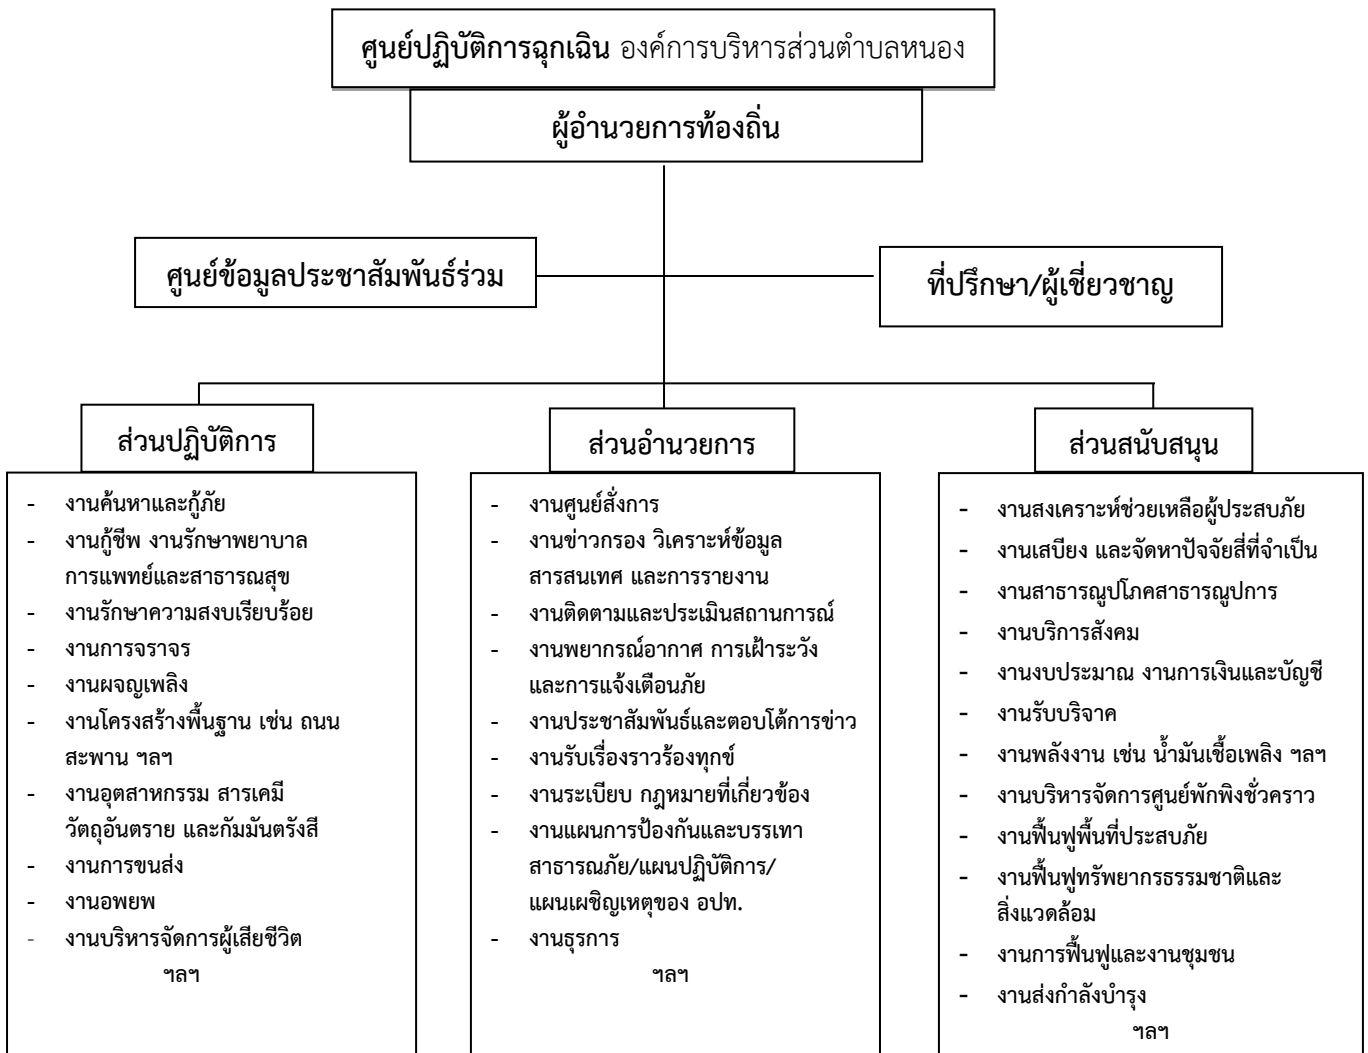 ศูนย์ปฏิบัติการฉุกเฉิน องค์การบริหารส่วนตำบลหนอง
ผู้อำนวยการท้องถิ่น
ศูนย์ข้อมูลประชาสัมพันธ์ร่วม
ที่ปรึกษา/ผู้เชี่ยวชาญ
ส่วนปฏิบัติการ
- งานค้นหาและกู้ภัย
- งานกู้ชีพ งานรักษาพยาบาล
การแพทย์และสาธารณสุข
- งานรักษาความสงบเรียบร้อย
- งานการจราจร
- งานผจญเพลิง
- งานโครงสร้างพื้นฐาน เช่น ถนน
สะพาน ฯลฯ
- งานอุตสาหกรรม สารเคมี
วัตถุอันตราย และกัมมันตรังสี
- งานการขนส่ง
- งานอพยพ
- งานบริหารจัดการผู้เสียชีวิต
ฯลฯ
ส่วนอำนวยการ
- งานศูนย์สั่งการ
- งานข่าวกรอง วิเคราะห์ข้อมูล
สารสนเทศ และการรายงาน
- งานติดตามและประเมินสถานการณ์
- งานพยากรณ์อากาศ การเฝ้าระวัง
และการแจ้งเตือนภัย
- งานประชาสัมพันธ์และตอบโต้การข่าว
- งานรับเรื่องราวร้องทุกข์
- งานระเบียบ กฎหมายที่เกี่ยวข้อง
- งานแผนการป้องกันและบรรเทา
สาธารณภัย/แผนปฏิบัติการ/
แผนเผชิญเหตุของ อปท.
- งานธุรการ
ฯลฯ
ส่วนสนับสนุน
- งานสงเคราะห์ช่วยเหลือผู้ประสบภัย
- งานเสบียง และจัดหาปัจจัยสี่ที่จำเป็น
- งานสาธารณูปโภคสาธารณูปการ
- งานบริการสังคม
- งานงบประมาณ งานการเงินและบัญชี
- งานรับบริจาค
- งานพลังงาน เช่น น้ำมันเชื้อเพลิง ฯลฯ
- งานบริหารจัดการศูนย์พักพิงชั่วคราว
- งานฟื้นฟูพื้นที่ประสบภัย
- งานฟื้นฟูทรัพยากรธรรมชาติและ
สิ่งแวดล้อม
- งานการฟื้นฟูและงานชุมชน
- งานส่งกำลังบำรุง
ฯลฯ